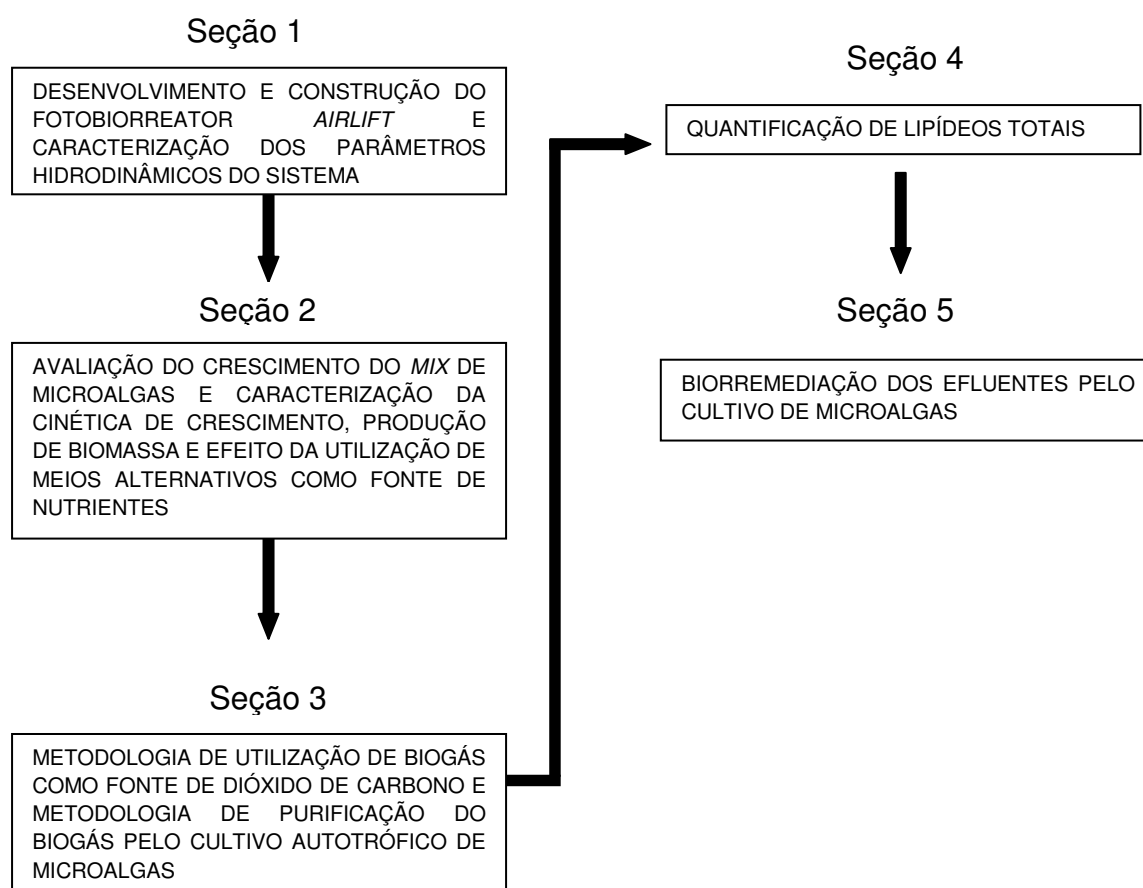 Seção 1
DESENVOLVIMENTO E CONSTRUÇÃO DO
FOTOBIORREATOR AIRLIFT E
CARACTERIZAÇÃO DOS PARÂMETROS
HIDRODINÂMICOS DO SISTEMA
Seção 2
AVALIAÇÃO DO CRESCIMENTO DO MIX DE
MICROALGAS E CARACTERIZAÇÃO DA
CINÉTICA DE CRESCIMENTO, PRODUÇÃO
DE BIOMASSA E EFEITO DA UTILIZAÇÃO DE
MEIOS ALTERNATIVOS COMO FONTE DE
NUTRIENTES
Seção 3
METODOLOGIA DE UTILIZAÇÃO DE BIOGÁS
COMO FONTE DE DIÓXIDO DE CARBONO E
METODOLOGIA DE PURIFICAÇÃO DO
BIOGÁS PELO CULTIVO AUTOTRÓFICO DE
MICROALGAS
Seção 4
QUANTIFICAÇÃO DE LIPÍDEOS TOTAIS
Seção 5
BIORREMEDIAÇÃO DOS EFLUENTES PELO
CULTIVO DE MICROALGAS